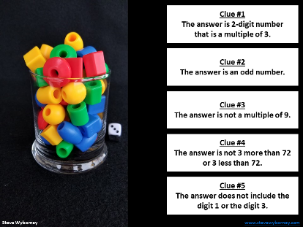 Clue #1
The answer is 2-digit number
that is a multiple of 3.
Clue #2
The answer is an odd number.
Clue #3
The answer is not a multiple of 9.
Clue #4
The answer is not 3 more than 72
or 3 less than 72.
Clue #5
The answer does not include the
digit 1 or the digit 3.
Steve Wyborney
www.stevewyborney.com